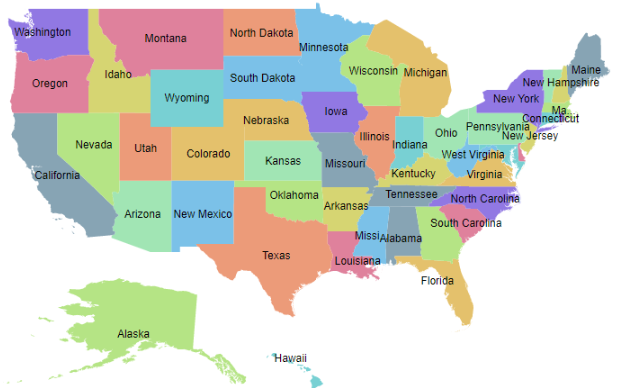 Washington
Montana
North Dakota
Minnesota
Maine
Idaho
Wisconsin
Michigan
New Hampshire
Oregon
South Dakota
Wyoming
New York
Iowa
Ma
Connecticut
Nebraska
Pennsylvania
New Jersey
Nevada
Utah
Colorado
Illinois
Indiana
Ohio
West Virginia
Kansas
Missouri
California
Kentucky
Virginia
Oklahoma
Tennessee
North Carolina
Arkansas
Arizona
New Mexico
South Carolina
Missi
Alabama
Texas
Louisiana
Florida
Alaska
Hawaii